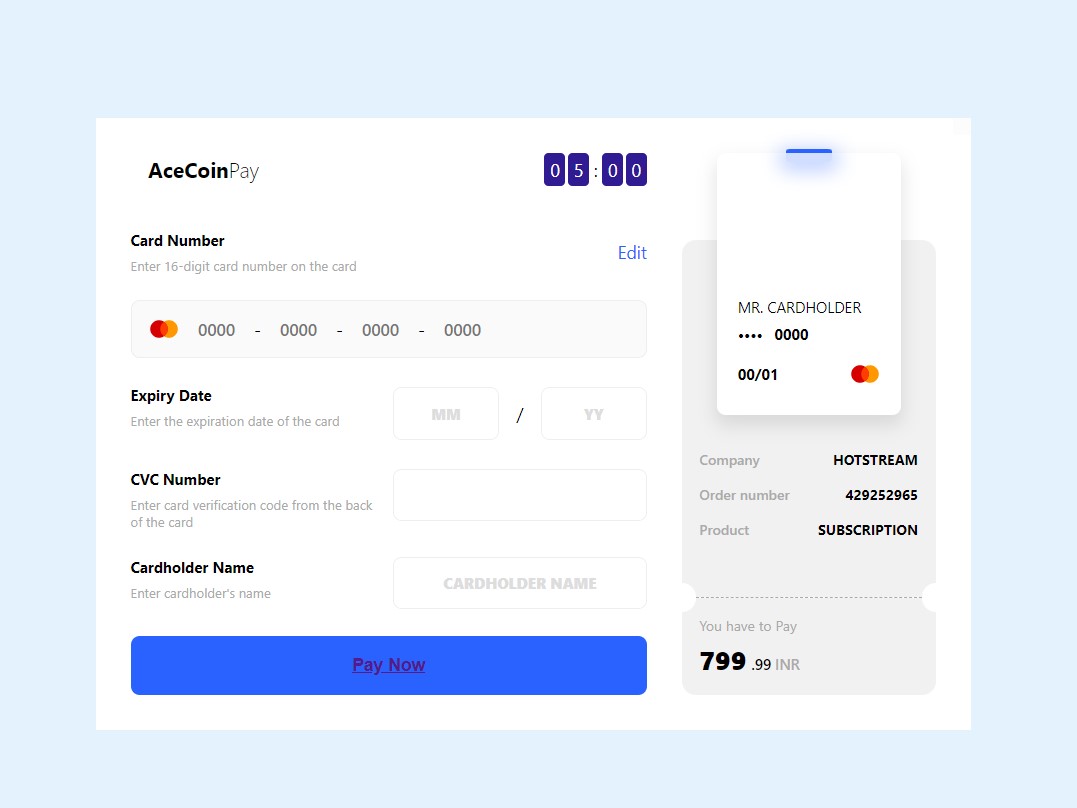 AceCoinPay
05:00
Card Number
Enter 16-digit card number on the card
Edit
0000 - 0000 - 0000 - 0000
Expiry Date
Enter the expiration date of the card
MM / YY
CVC Number
Enter card verification code from the back
of the card
Cardholder Name
Enter cardholder's name
CARDHOLDER NAME
Pay Now
MR. CARDHOLDER
•••• 0000
00/01
Company HOTSTREAM
Order number 429252965
Product SUBSCRIPTION
You have to Pay
799 .99 INR